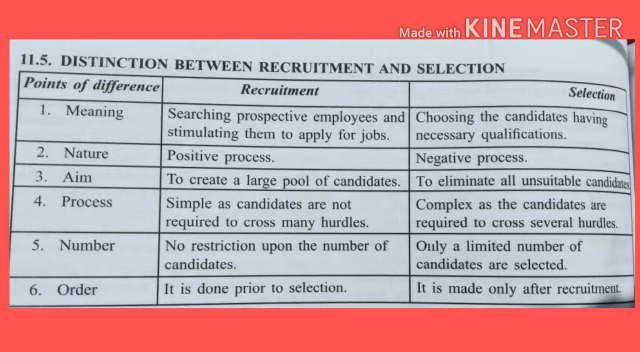 Made with KINEMASTER
11.5. DISTINCTION BETWEEN RECRUITMENT AND SELECTION
Points of difference Recruitment Selection
1. Meaning Searching prospective employees and Choosing the candidates having
stimulating them to apply for jobs. necessary qualifications.
2. Nature Positive process. Negative process.
3. Aim To create a large pool of candidates. To eliminate all unsuitable candidates
4. Process Simple as candidates are not Complex as the candidates are
required to cross many hurdles. required to cross several hurdles.
5. Number No restriction upon the number of Only a limited number of
candidates. candidates are selected.
6. Order It is done prior to selection. It is made only after recruitment.